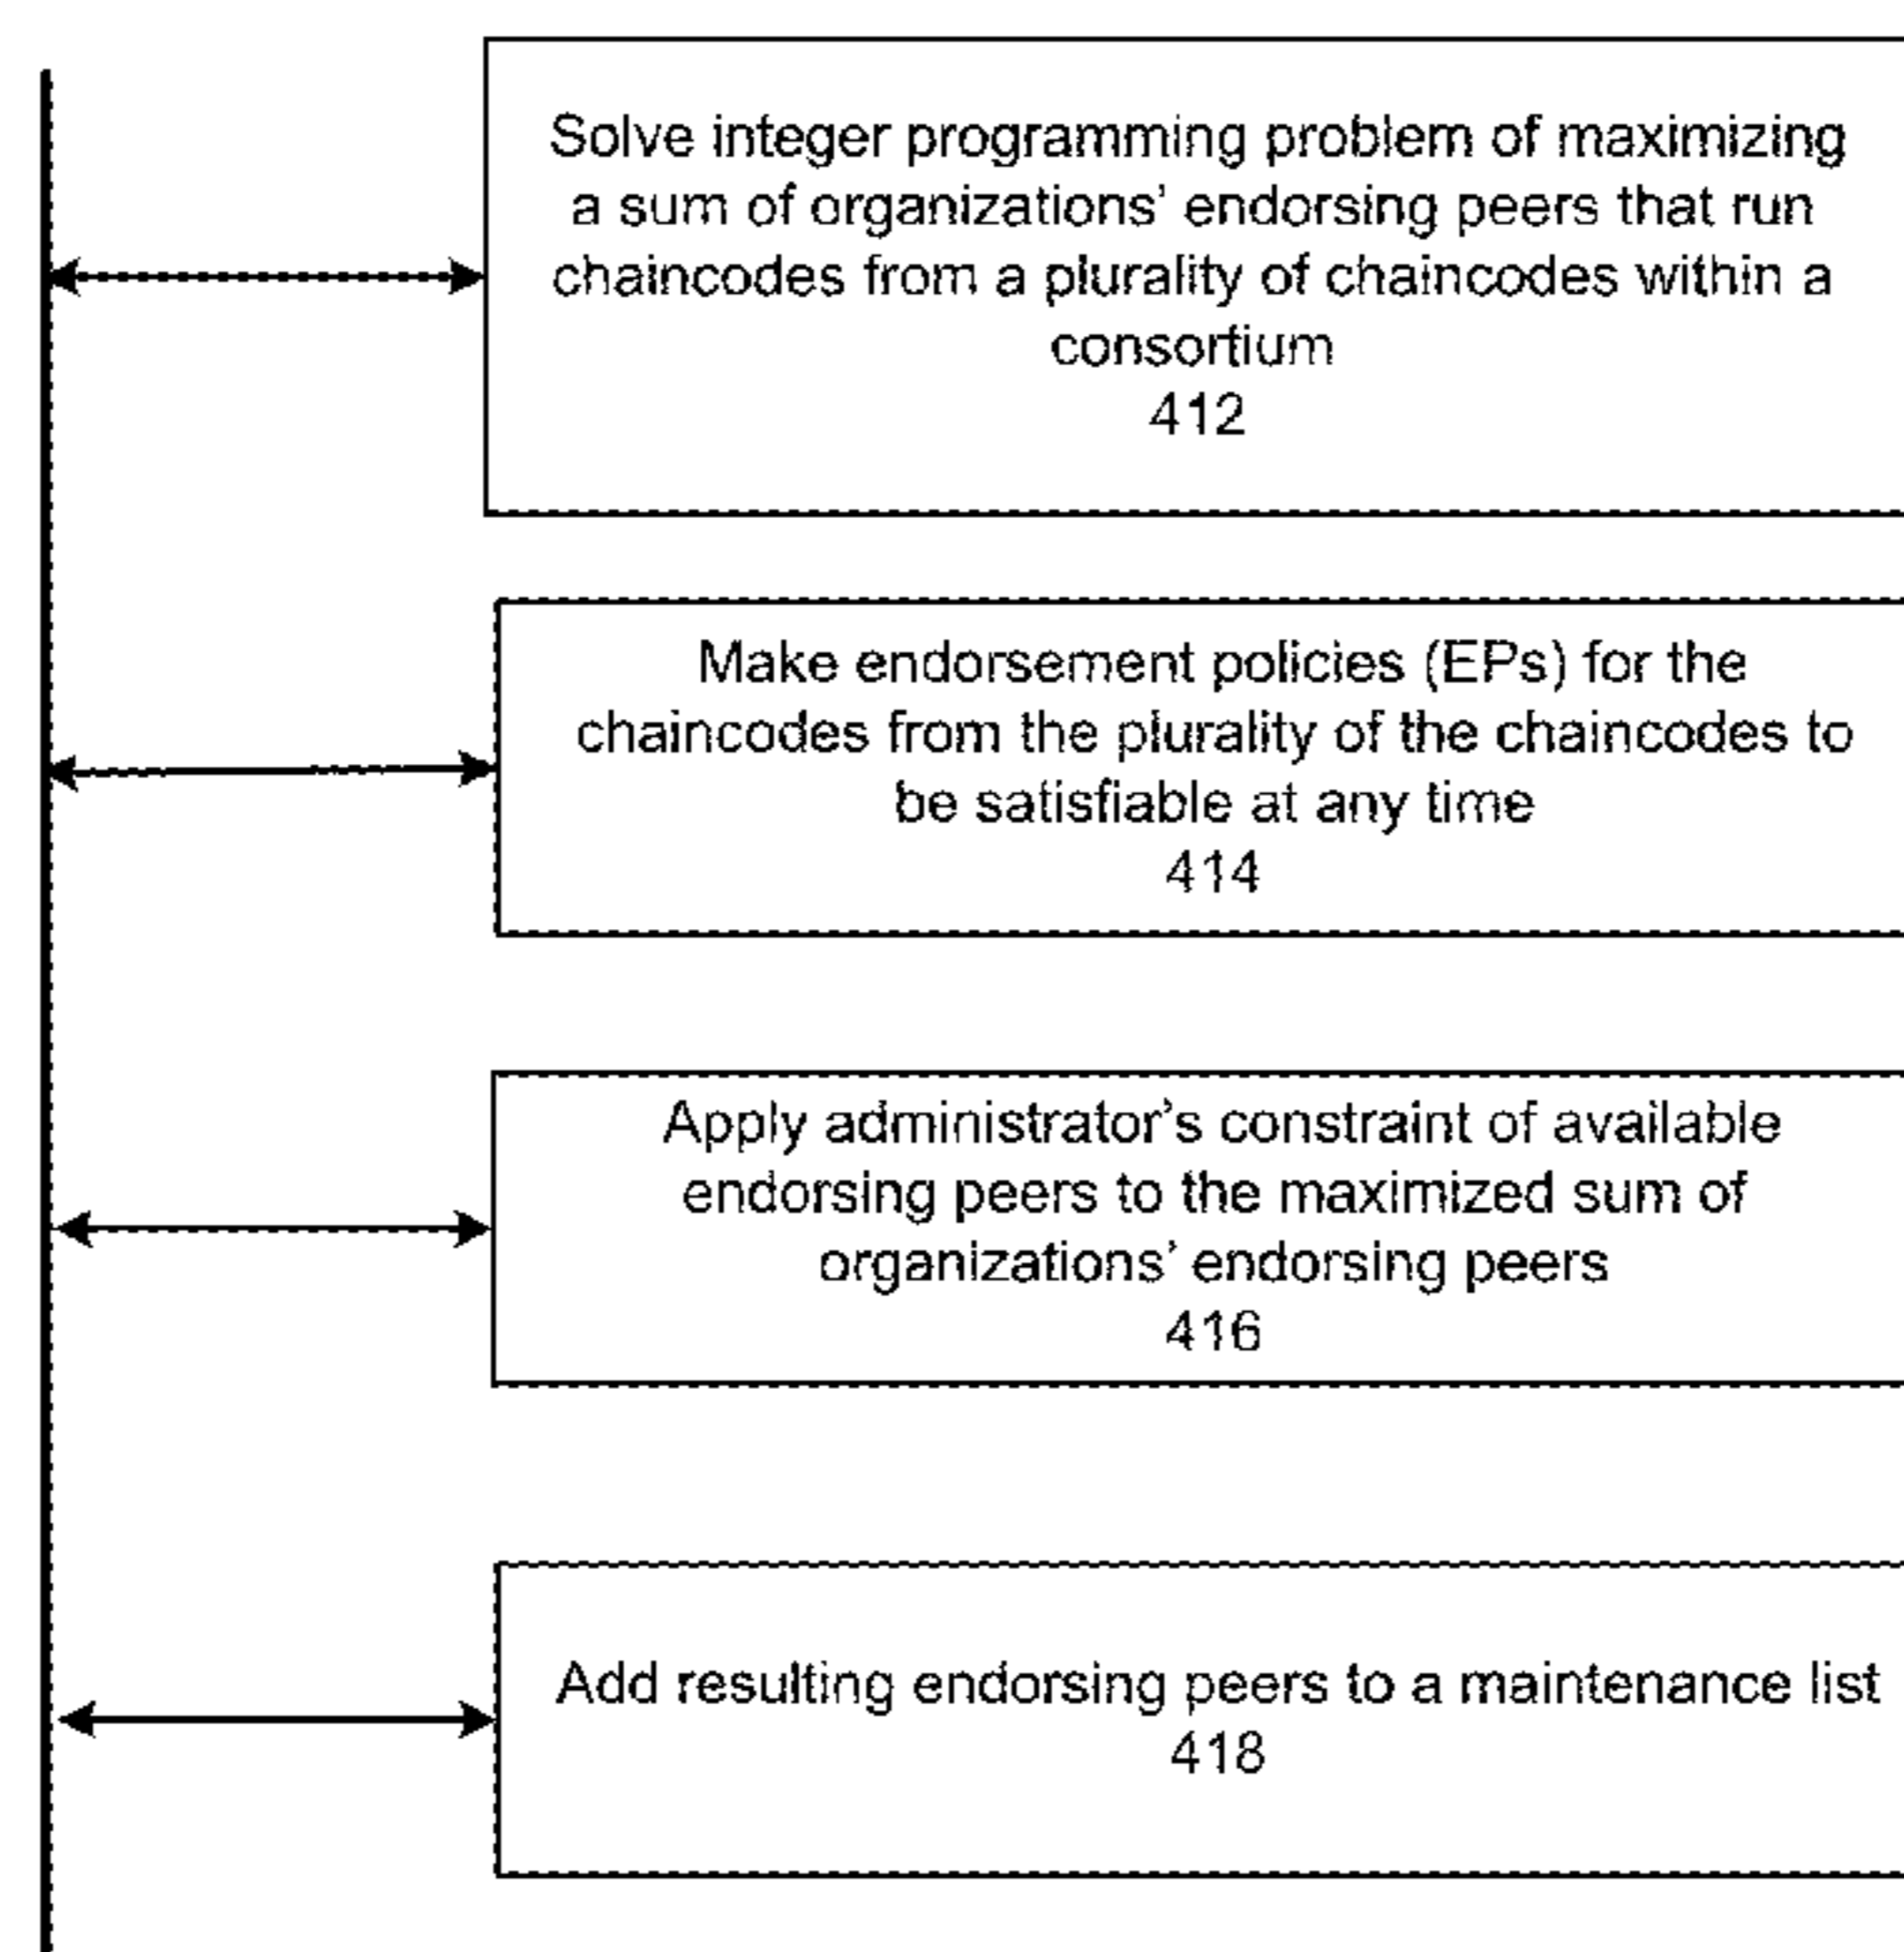 Solve integer programming problem of maximizing
a sum of organizations' endorsing peers that run
chaincodes from a plurality of chaincodes within a
consortium
412
Make endorsement policies (EPs) for the
chaincodes from the plurality of the chaincodes to
be satisfiable at any time
414
Apply administrator's constraint of available
endorsing peers to the maximized sum of
organizations' endorsing peers
416
Add resulting endorsing peers to a maintenance list
418